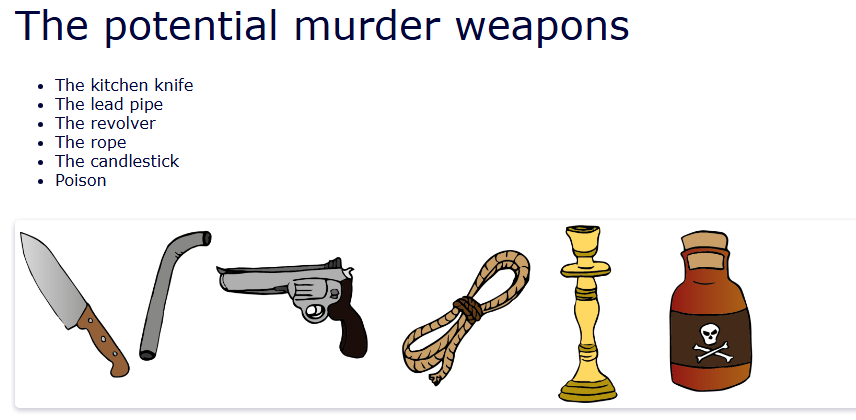 The potential murder weapons
• The kitchen knife
• The lead pipe
• The revolver
• The rope
• The candlestick
• Poison